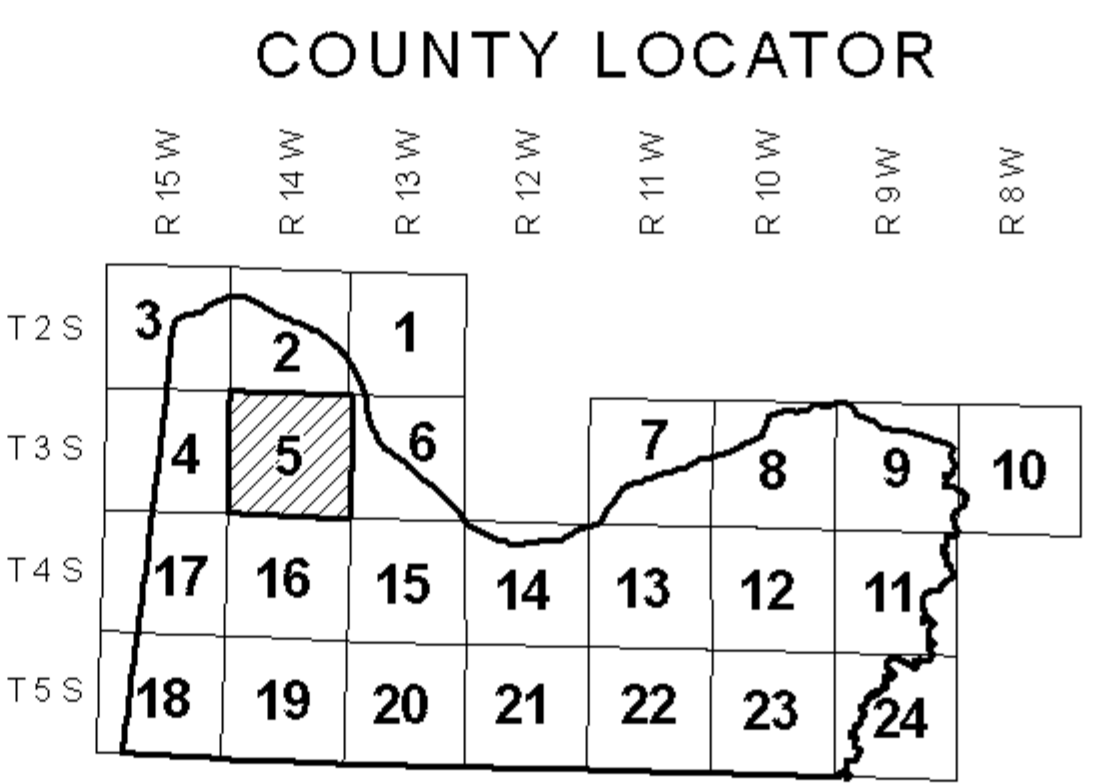 COUNTY LOCATOR
R 15 W R 14 W R 13 W R 12 W R 11 W R 10 W R 9 W R 8 W
T 2 S 3 2 1
T 3 S 4 5 6 7 8 9 10
T 4 S 17 16 15 14 13 12 11
T 5 S 18 19 20 21 22 23 24